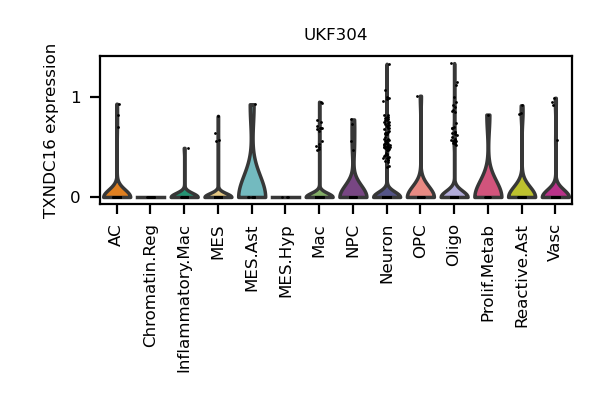 UKF304
TXNDC16 expression
1
0
AC
Chromatin.Reg
Inflammatory.Mac
MES
MES.Ast
MES.Hyp
Mac
NPC
Neuron
OPC
Oligo
Prolif.Metab
Reactive.Ast
Vasc